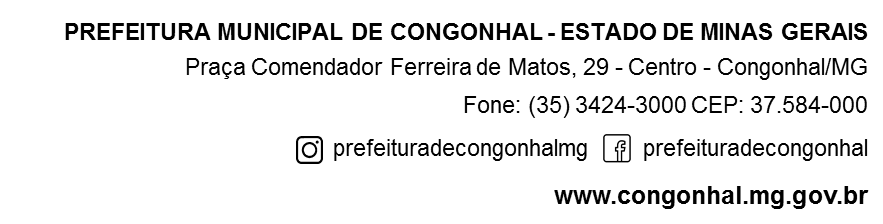 PREFEITURA MUNICIPAL DE CONGONHAL - ESTADO DE MINAS GERAIS
Praça Comendador Ferreira de Matos, 29 - Centro - Congonhal/MG
Fone: (35) 3424-3000 CEP: 37.584-000
prefeituradecongonhalmg prefeituradecongonhal
www.congonhal.mg.gov.br